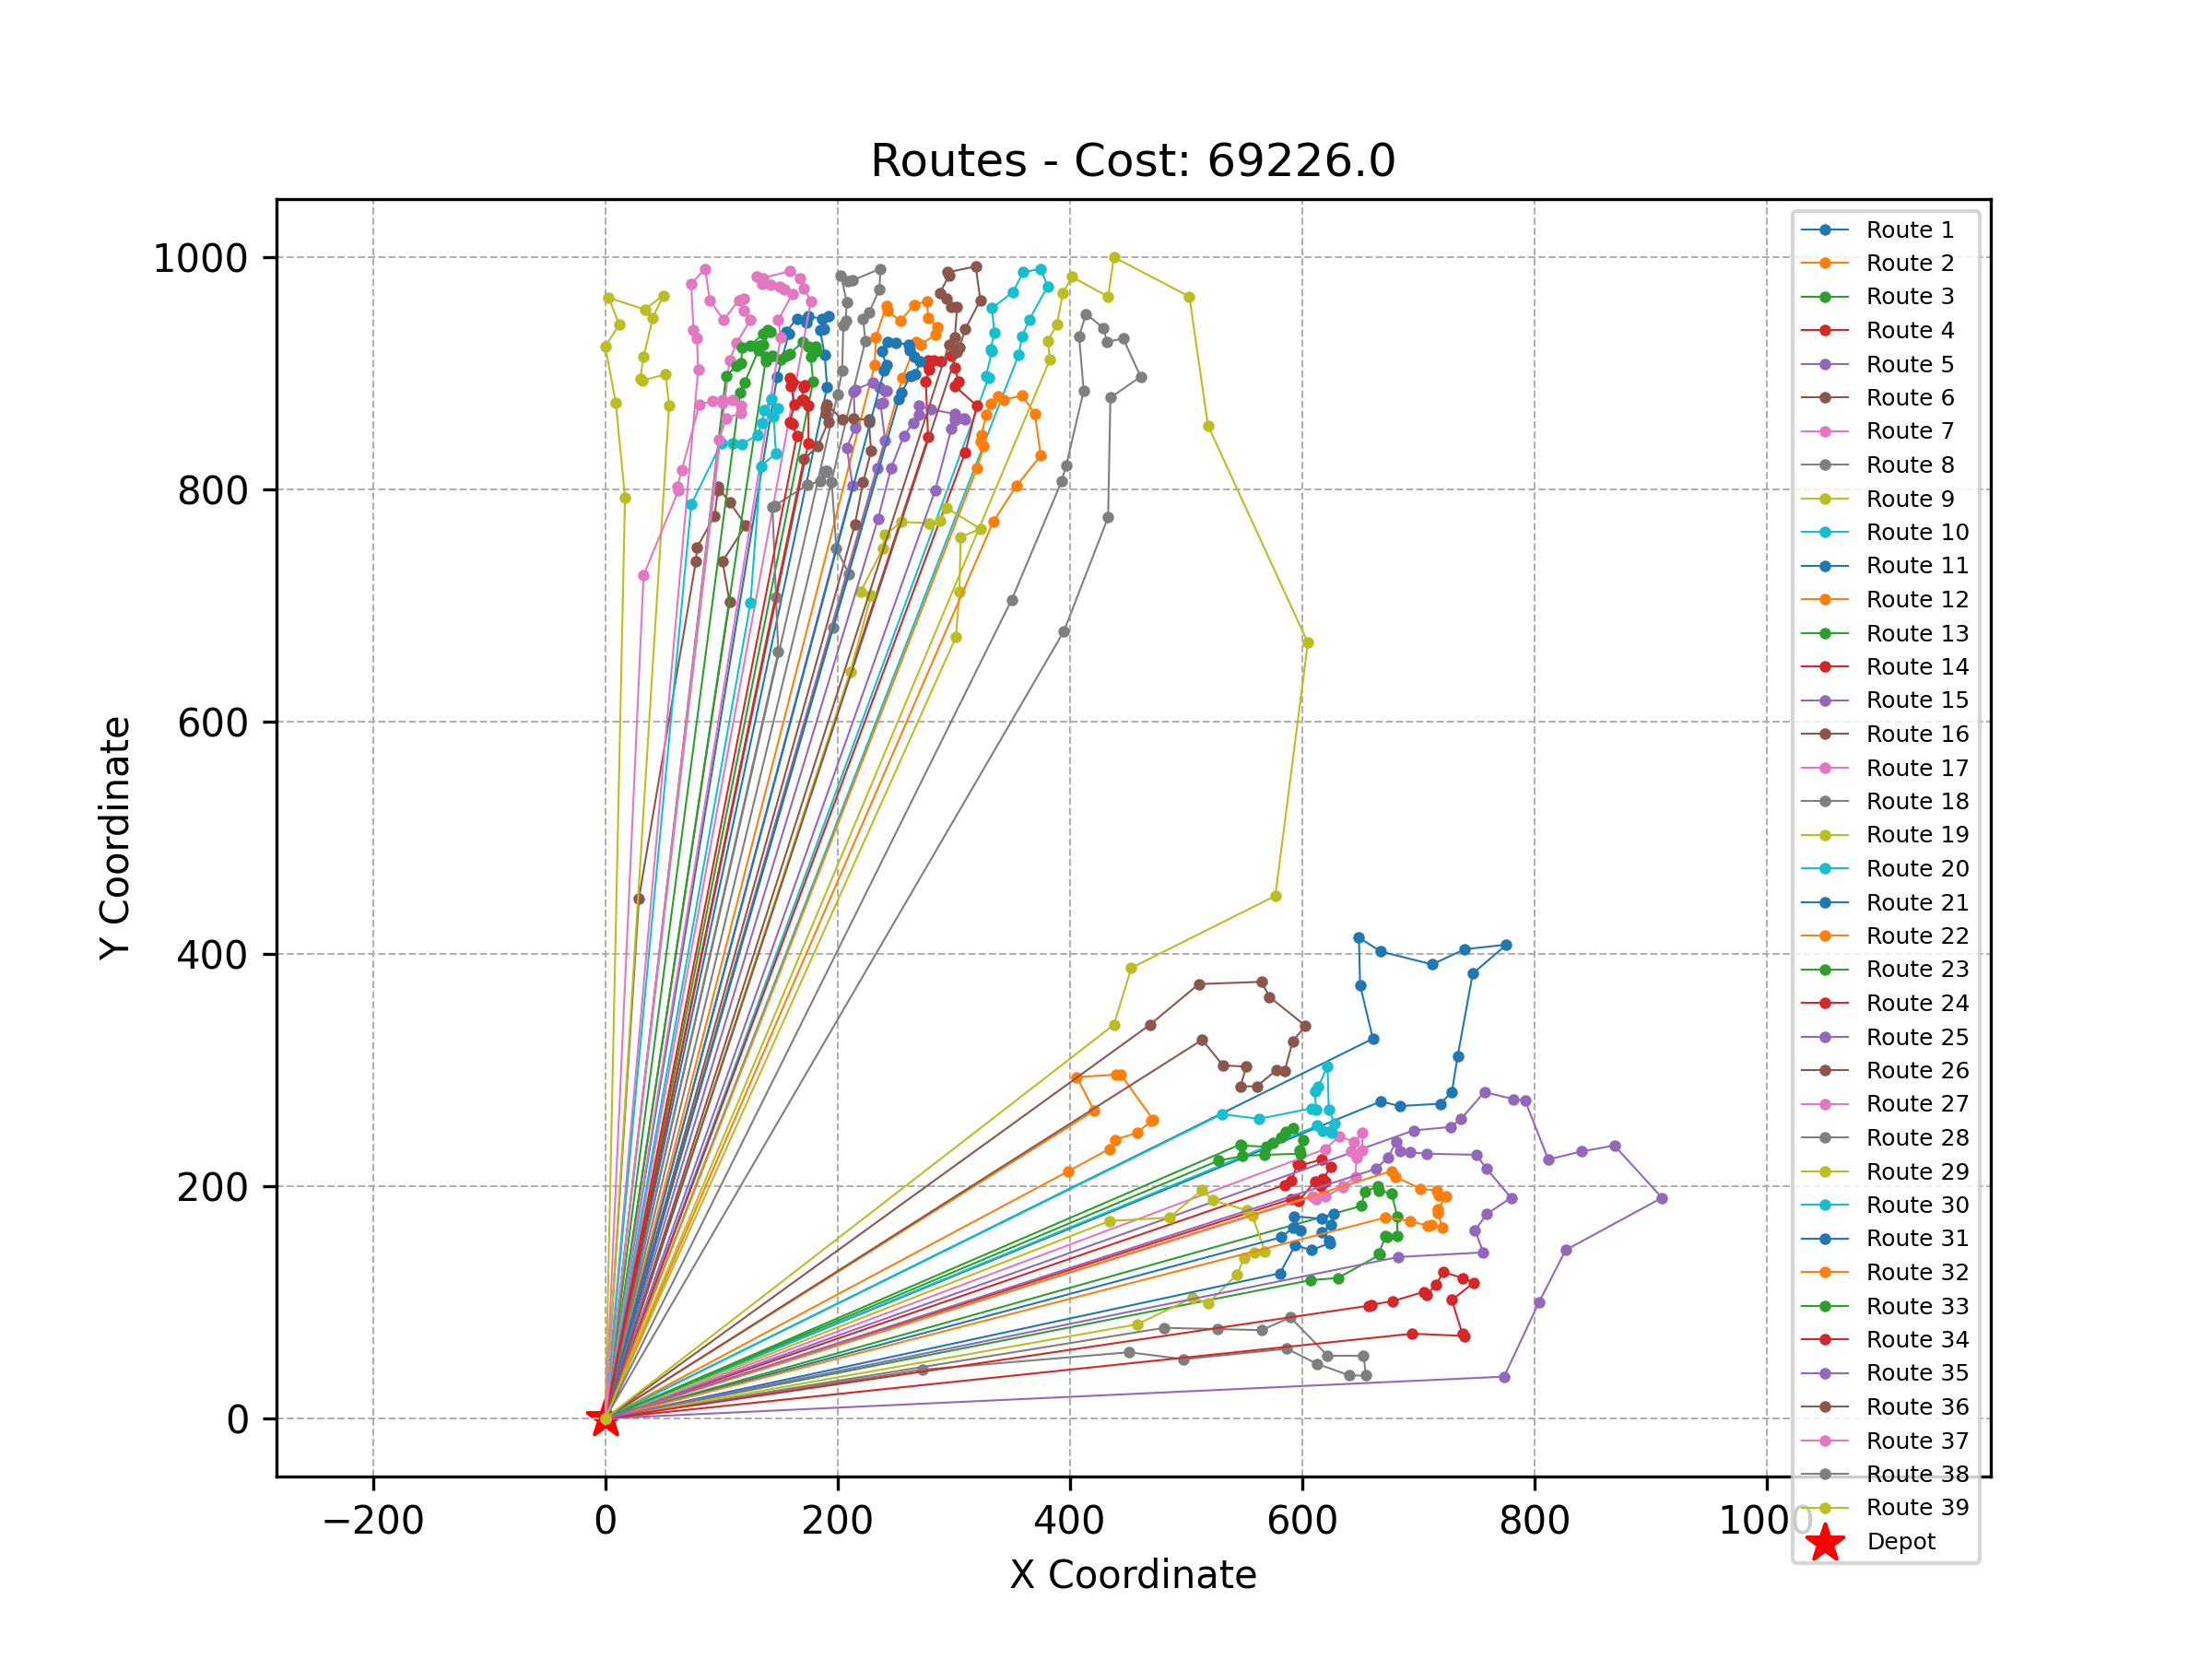 Routes - Cost: 69226.0
Y Coordinate
1000
800
600
400
200
0
−200
0
200
400
600
800
1000
X Coordinate
Route 1
Route 2
Route 3
Route 4
Route 5
Route 6
Route 7
Route 8
Route 9
Route 10
Route 11
Route 12
Route 13
Route 14
Route 15
Route 16
Route 17
Route 18
Route 19
Route 20
Route 21
Route 22
Route 23
Route 24
Route 25
Route 26
Route 27
Route 28
Route 29
Route 30
Route 31
Route 32
Route 33
Route 34
Route 35
Route 36
Route 37
Route 38
Route 39
Depot